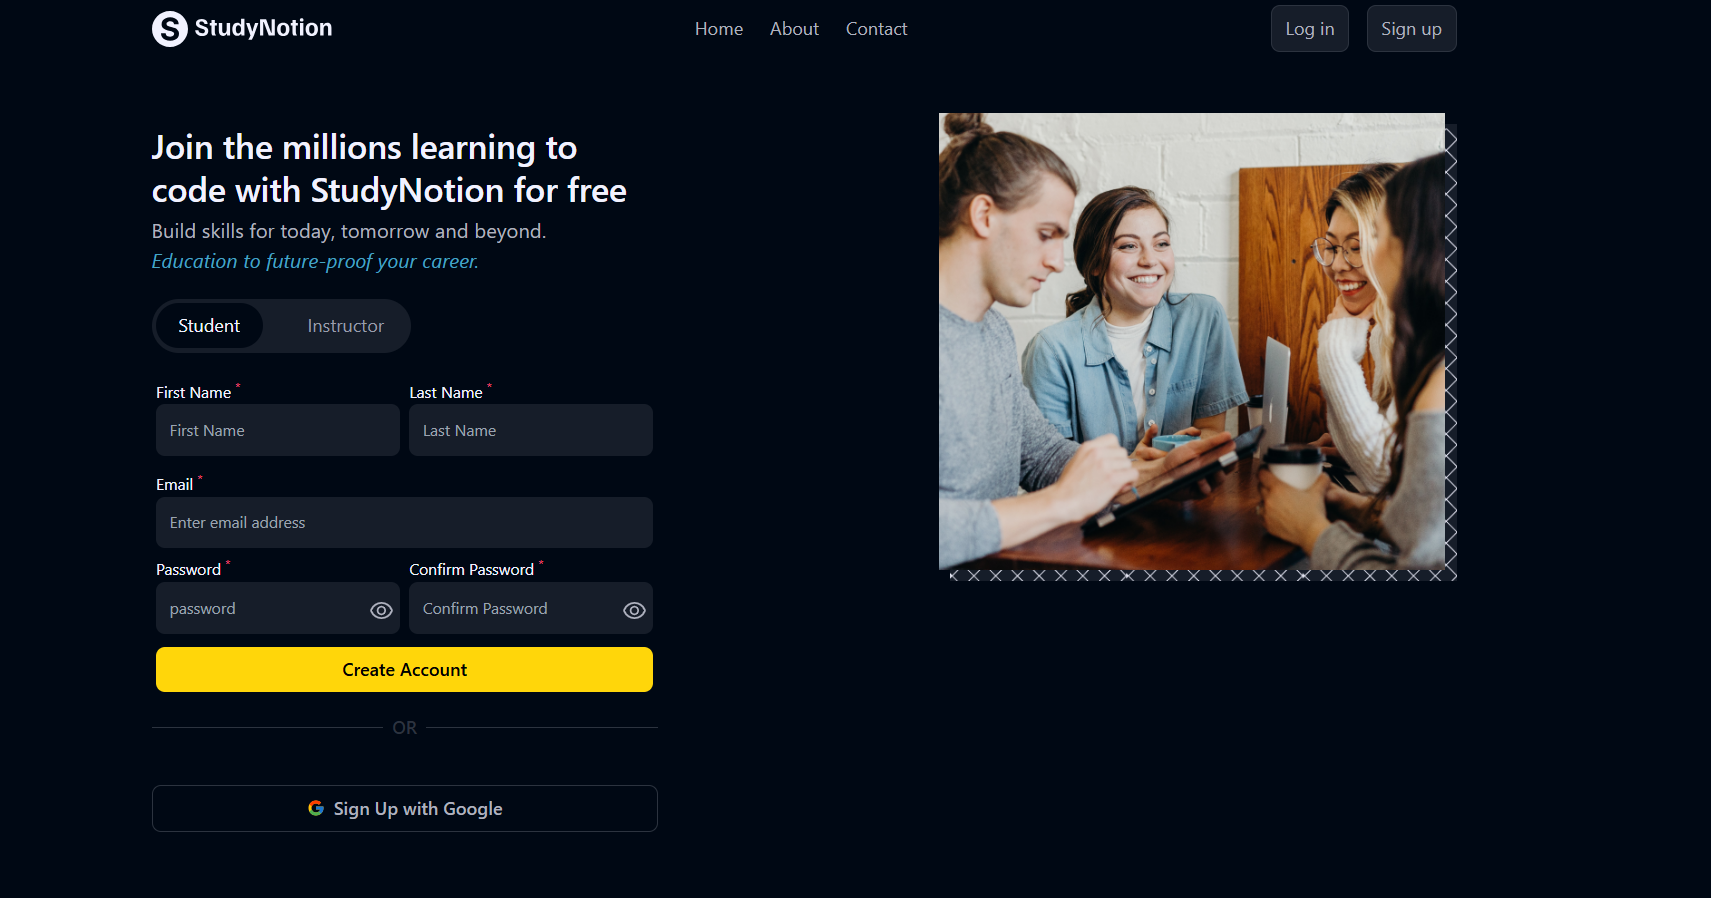 S StudyNotion
Home About Contact
Log in Sign up
Join the millions learning to
code with StudyNotion for free
Build skills for today, tomorrow and beyond.
Education to future-proof your career.
Student Instructor
First Name * Last Name *
First Name Last Name
Email *
Enter email address
Password * Confirm Password *
password Confirm Password
Create Account
OR
G Sign Up with Google